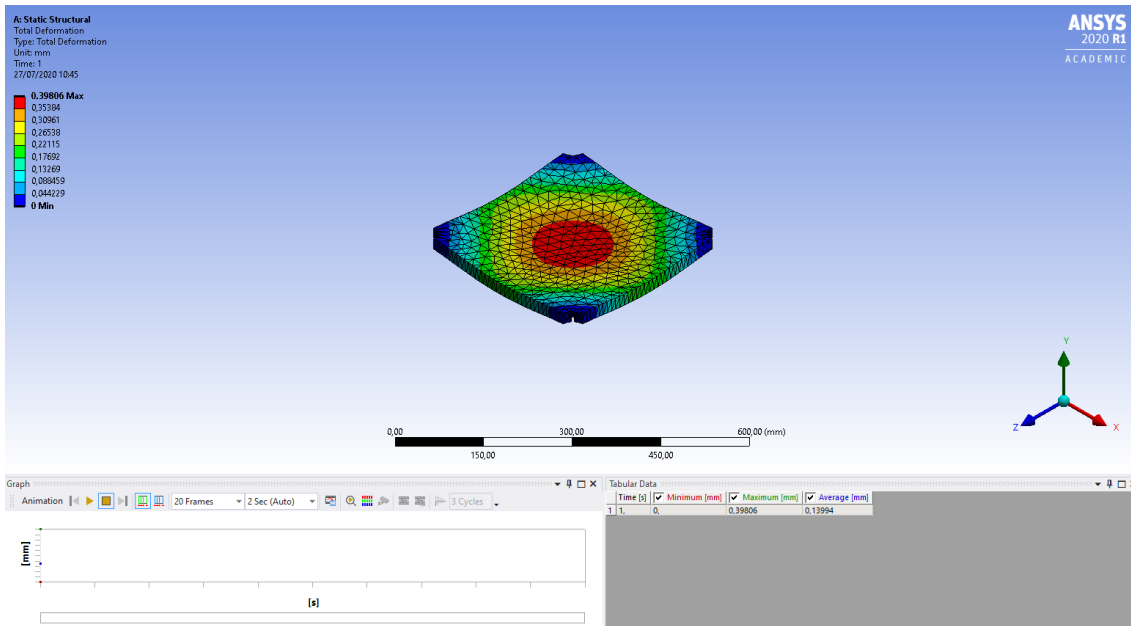 A: Static Structural
Total Deformation
Type: Total Deformation
Unit: mm
Time: 1
27/07/2020 10:45
0,39806 Max
0,35384
0,30961
0,26538
0,22115
0,17692
0,13269
0,088459
0,044229
0 Min
ANSYS
2020 R1
ACADEMIC
Y
Z
X
0,00 300,00 600,00 (mm)
150,00 450,00
Graph
Animation 20 Frames 2 Sec (Auto) 3 Cycles
[mm]
[s]
Tabular Data
Time [s] Minimum [mm] Maximum [mm] Average [mm]
1 1, 0, 0,39806 0,13994